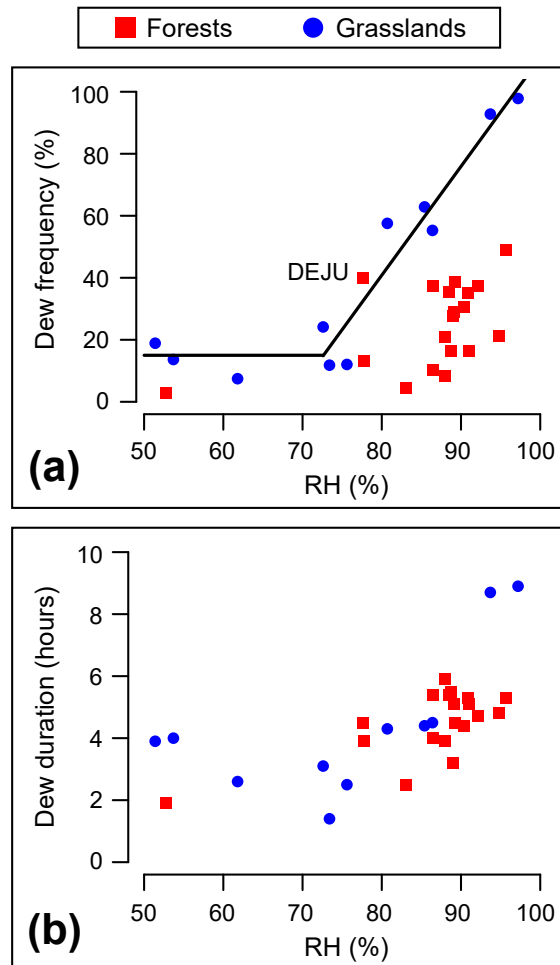 Forests Grasslands
100
80
60
40
20
0
Dew frequency (%)
DEJU
50 60 70 80 90 100
RH (%)
(a)
10
8
6
4
2
0
Dew duration (hours)
50 60 70 80 90 100
RH (%)
(b)